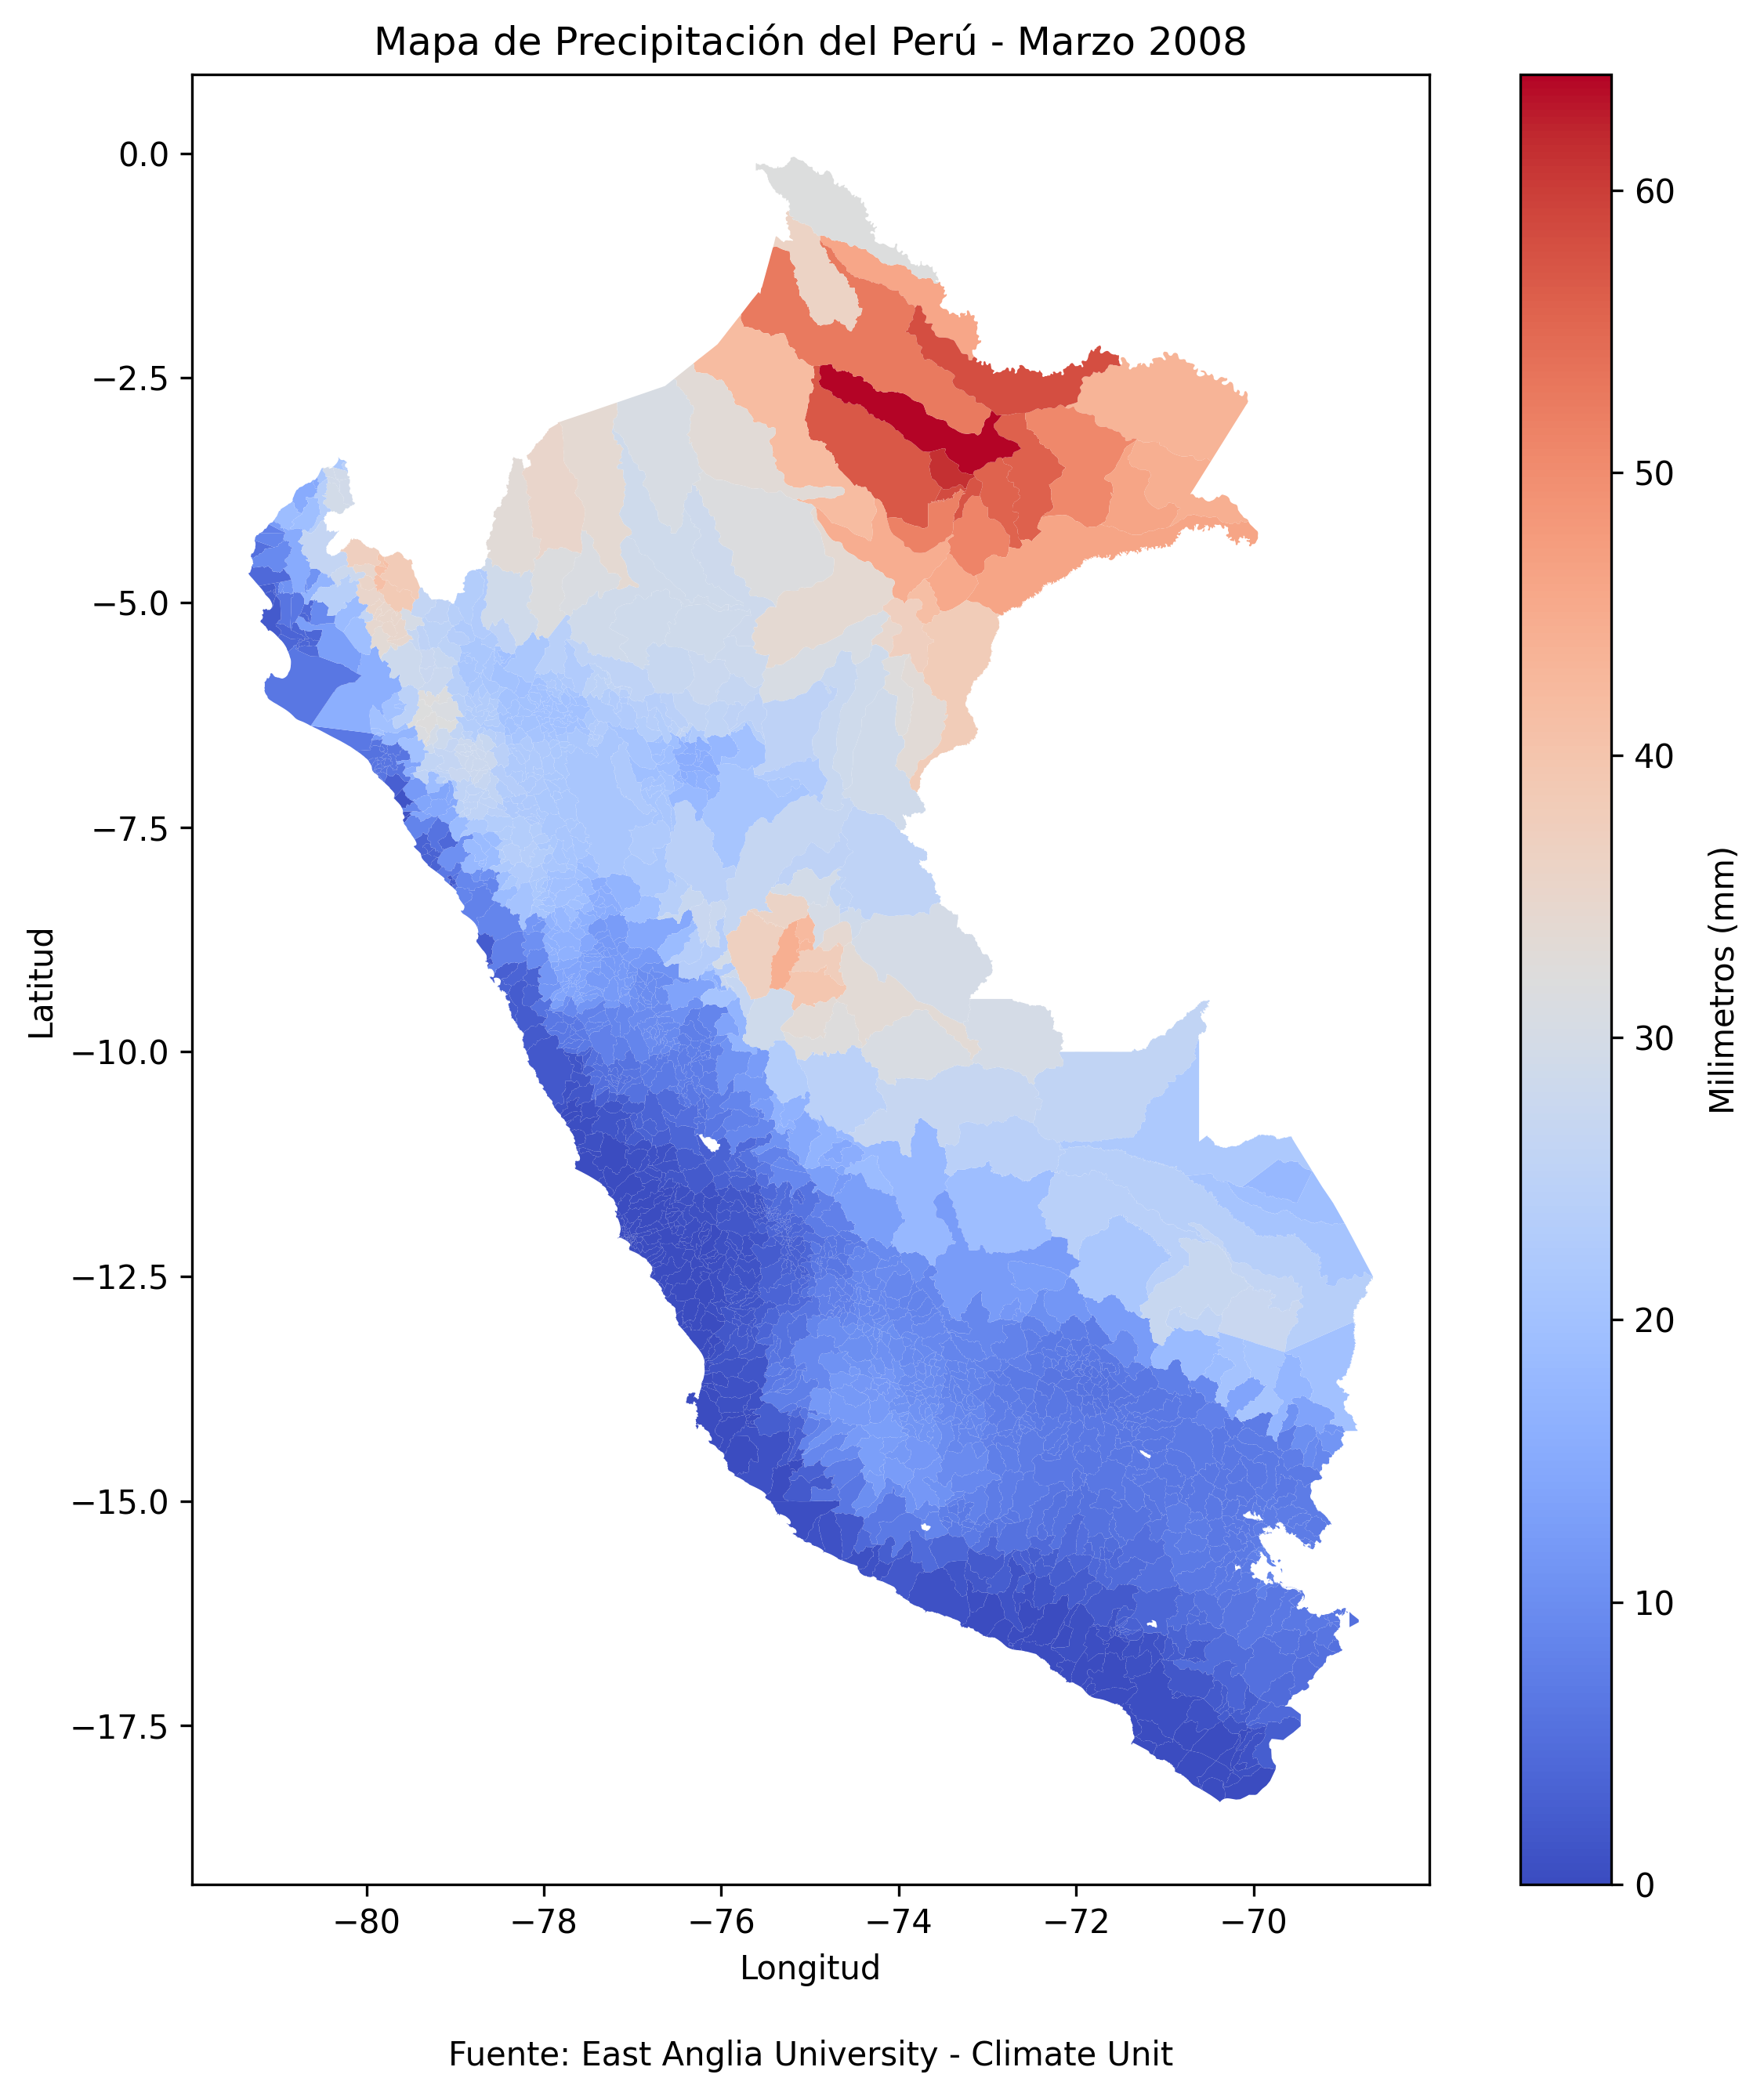 Mapa de Precipitación del Perú - Marzo 2008
0.0
−2.5
−5.0
−7.5
−10.0
−12.5
−15.0
−17.5
Latitud
−80 −78 −76 −74 −72 −70
Longitud
60
50
40
30
20
10
0
Milimetros (mm)
Fuente: East Anglia University - Climate Unit